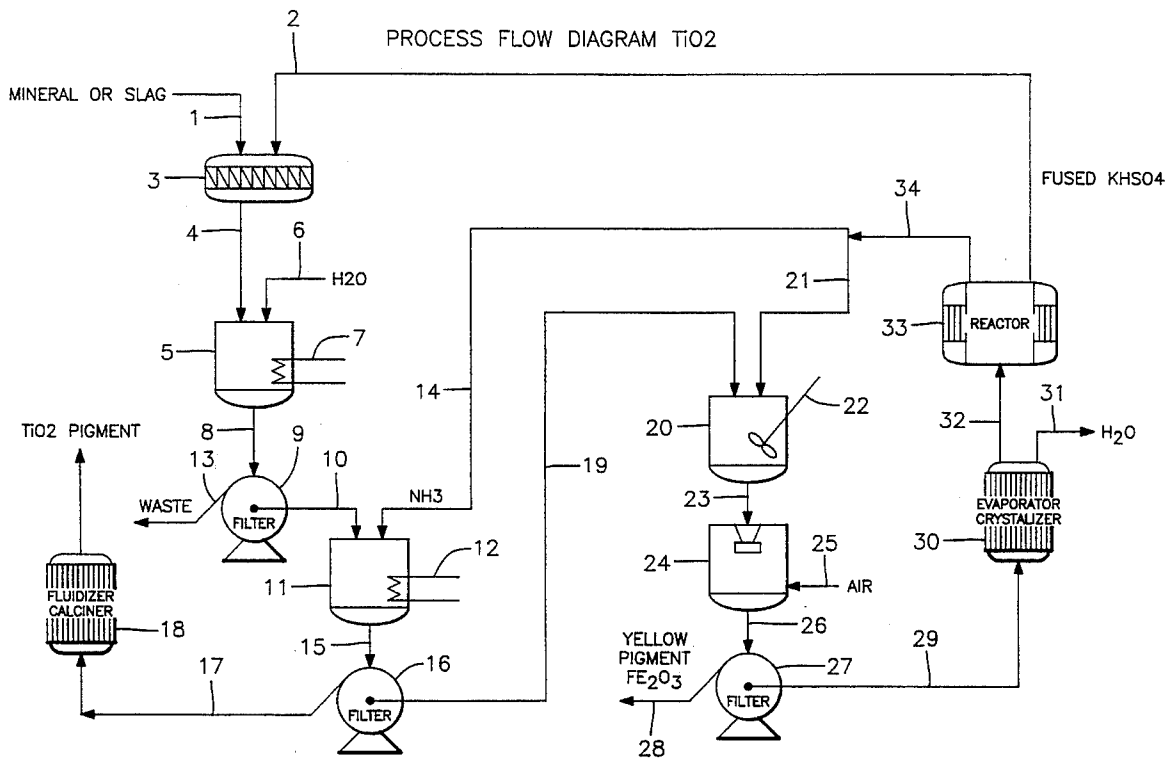 2
PROCESS FLOW DIAGRAM TiO2
MINERAL OR SLAG
1
3
FUSED KHSO4
34
4
6
H2O
21
33
REACTOR
5
7
14
22
31
20
32
H2O
TiO2 PIGMENT
8
9
19
13
10
23
WASTE
NH3
EVAPORATOR
CRYSTALIZER
FILTER
12
24
25
30
11
AIR
FLUIDIZER
CALCINER
18
15
26
YELLOW
PIGMENT
FE2O3
17
16
27
29
FILTER
FILTER
28